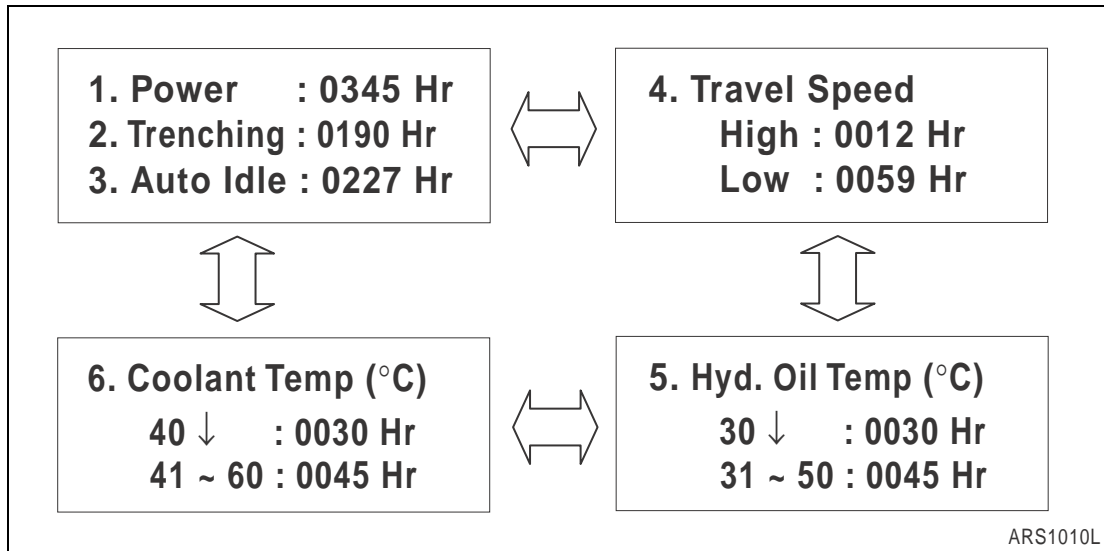 1. Power : 0345 Hr
2. Trenching : 0190 Hr
3. Auto Idle : 0227 Hr
4. Travel Speed
High : 0012 Hr
Low : 0059 Hr
6. Coolant Temp (°C)
40 ↓ : 0030 Hr
41 ~ 60 : 0045 Hr
5. Hyd. Oil Temp (°C)
30 ↓ : 0030 Hr
31 ~ 50 : 0045 Hr
ARS1010L